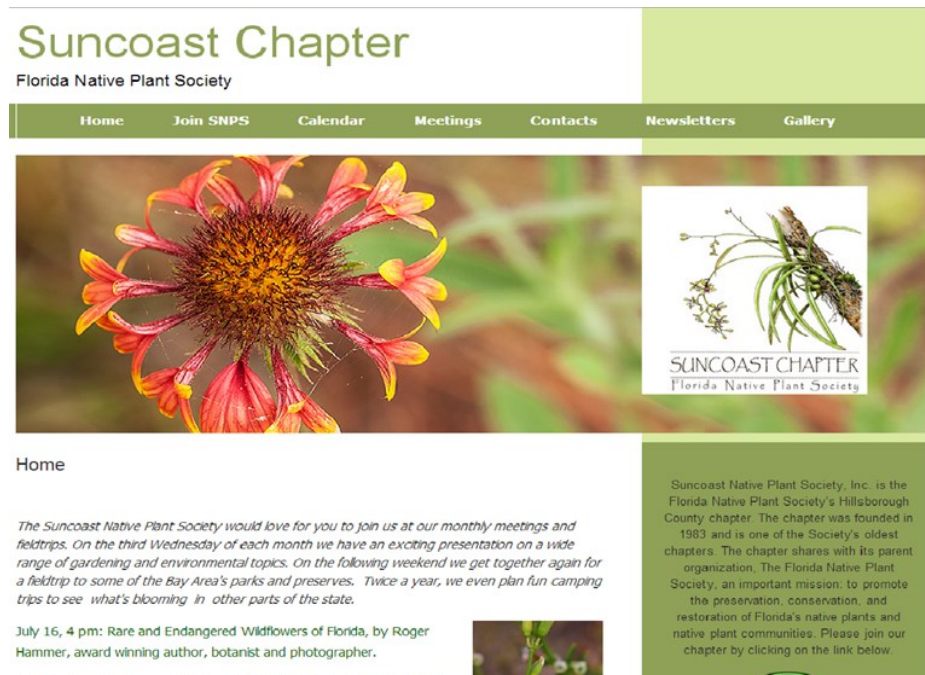 Suncoast Chapter
Florida Native Plant Society
Home Join SNPS Calendar Meetings Contacts Newsletters Gallery
SUNCOAST CHAPTER
Florida Native Plant Society
Home
The Suncoast Native Plant Society would love for you to join us at our monthly meetings and
fieldtrips. On the third Wednesday of each month we have an exciting presentation on a wide
range of gardening and environmental topics. On the following weekend we get together again for
a fieldtrip to some of the Bay Area's parks and preserves. Twice a year, we even plan fun camping
trips to see what's blooming in other parts of the state.
July 16, 4 pm: Rare and Endangered Wildflowers of Florida, by Roger
Hammer, award winning author, botanist and photographer.
Suncoast Native Plant Society, Inc. is the
Florida Native Plant Society's Hillsborough
County chapter. The chapter was founded in
1983 and is one of the Society's oldest
chapters. The chapter shares with its parent
organization, The Florida Native Plant
Society, an important mission: to promote
the preservation, conservation, and
restoration of Florida's native plants and
native plant communities. Please join our
chapter by clicking on the link below.